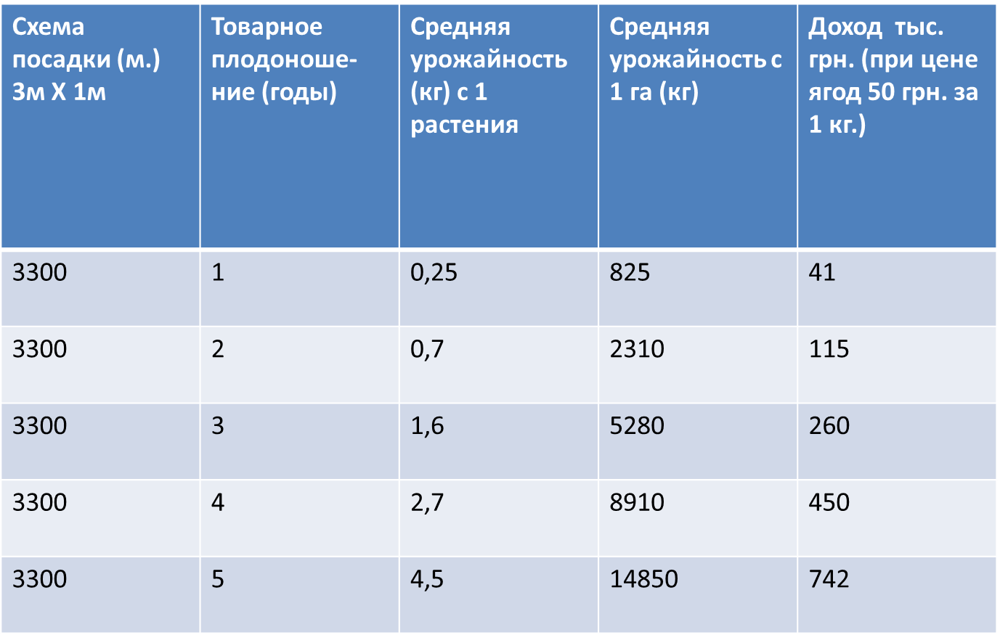 Схема
посадки (м.)
3м X 1м
Товарное
плодоноше-
ние (годы)
Средняя
урожайность
(кг) с 1
растения
Средняя
урожайность с
1 га (кг)
Доход  тыс.
грн. (при цене
ягод 50 грн. за
1 кг.)
3300 1 0,25 825 41
3300 2 0,7 2310 115
3300 3 1,6 5280 260
3300 4 2,7 8910 450
3300 5 4,5 14850 742